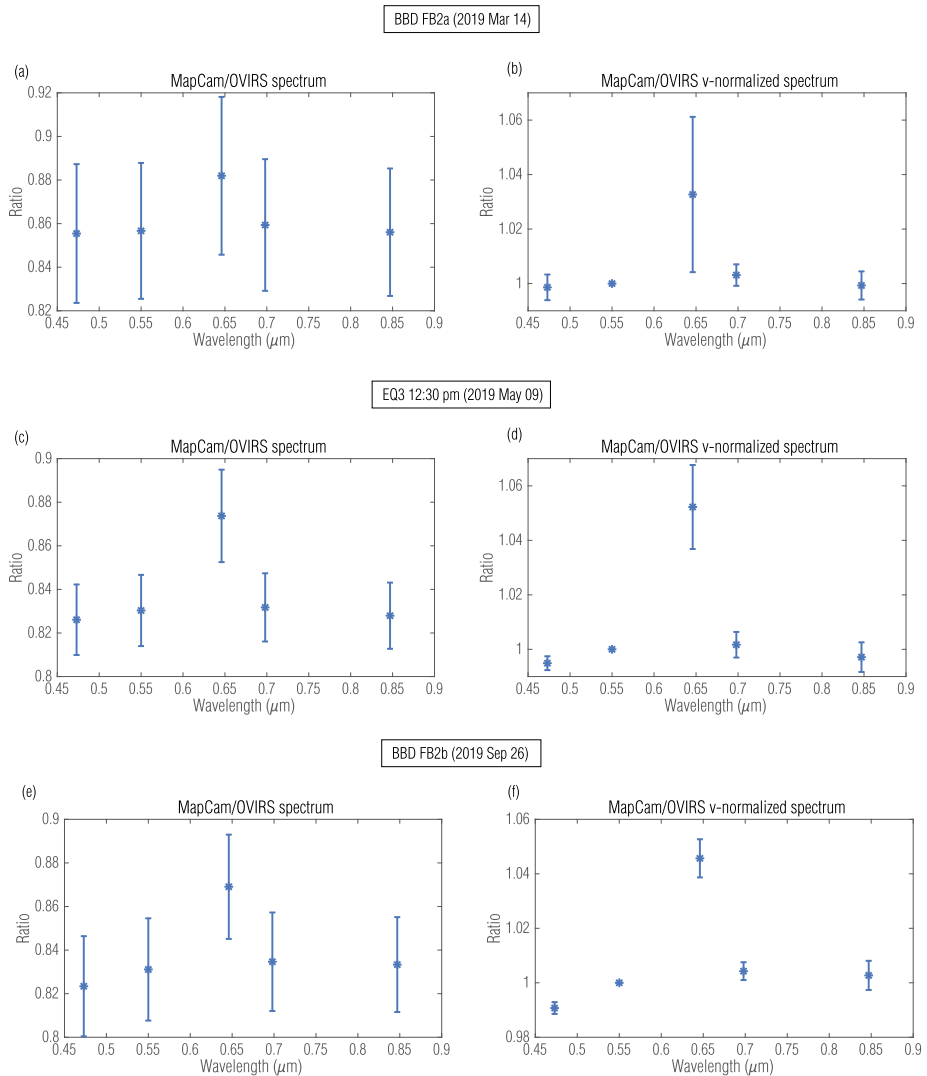 BBD FB2a (2019 Mar 14)
(a)
MapCam/OVIRS spectrum
0.92
0.9
0.88
0.86
0.84
0.82
Ratio
0.45 0.5 0.55 0.6 0.65 0.7 0.75 0.8 0.85 0.9
Wavelength (μm)
(b)
MapCam/OVIRS v-normalized spectrum
1.06
1.04
1.02
1
Ratio
0.45 0.5 0.55 0.6 0.65 0.7 0.75 0.8 0.85 0.9
Wavelength (μm)
EQ3 12:30 pm (2019 May 09)
(c)
MapCam/OVIRS spectrum
0.9
0.88
0.86
0.84
0.82
0.8
Ratio
0.45 0.5 0.55 0.6 0.65 0.7 0.75 0.8 0.85 0.9
Wavelength (μm)
(d)
MapCam/OVIRS v-normalized spectrum
1.06
1.04
1.02
1
Ratio
0.45 0.5 0.55 0.6 0.65 0.7 0.75 0.8 0.85 0.9
Wavelength (μm)
BBD FB2b (2019 Sep 26)
(e)
MapCam/OVIRS spectrum
0.9
0.88
0.86
0.84
0.82
0.8
Ratio
0.45 0.5 0.55 0.6 0.65 0.7 0.75 0.8 0.85 0.9
Wavelength (μm)
(f)
MapCam/OVIRS v-normalized spectrum
1.06
1.04
1.02
1
0.98
Ratio
0.45 0.5 0.55 0.6 0.65 0.7 0.75 0.8 0.85 0.9
Wavelength (μm)